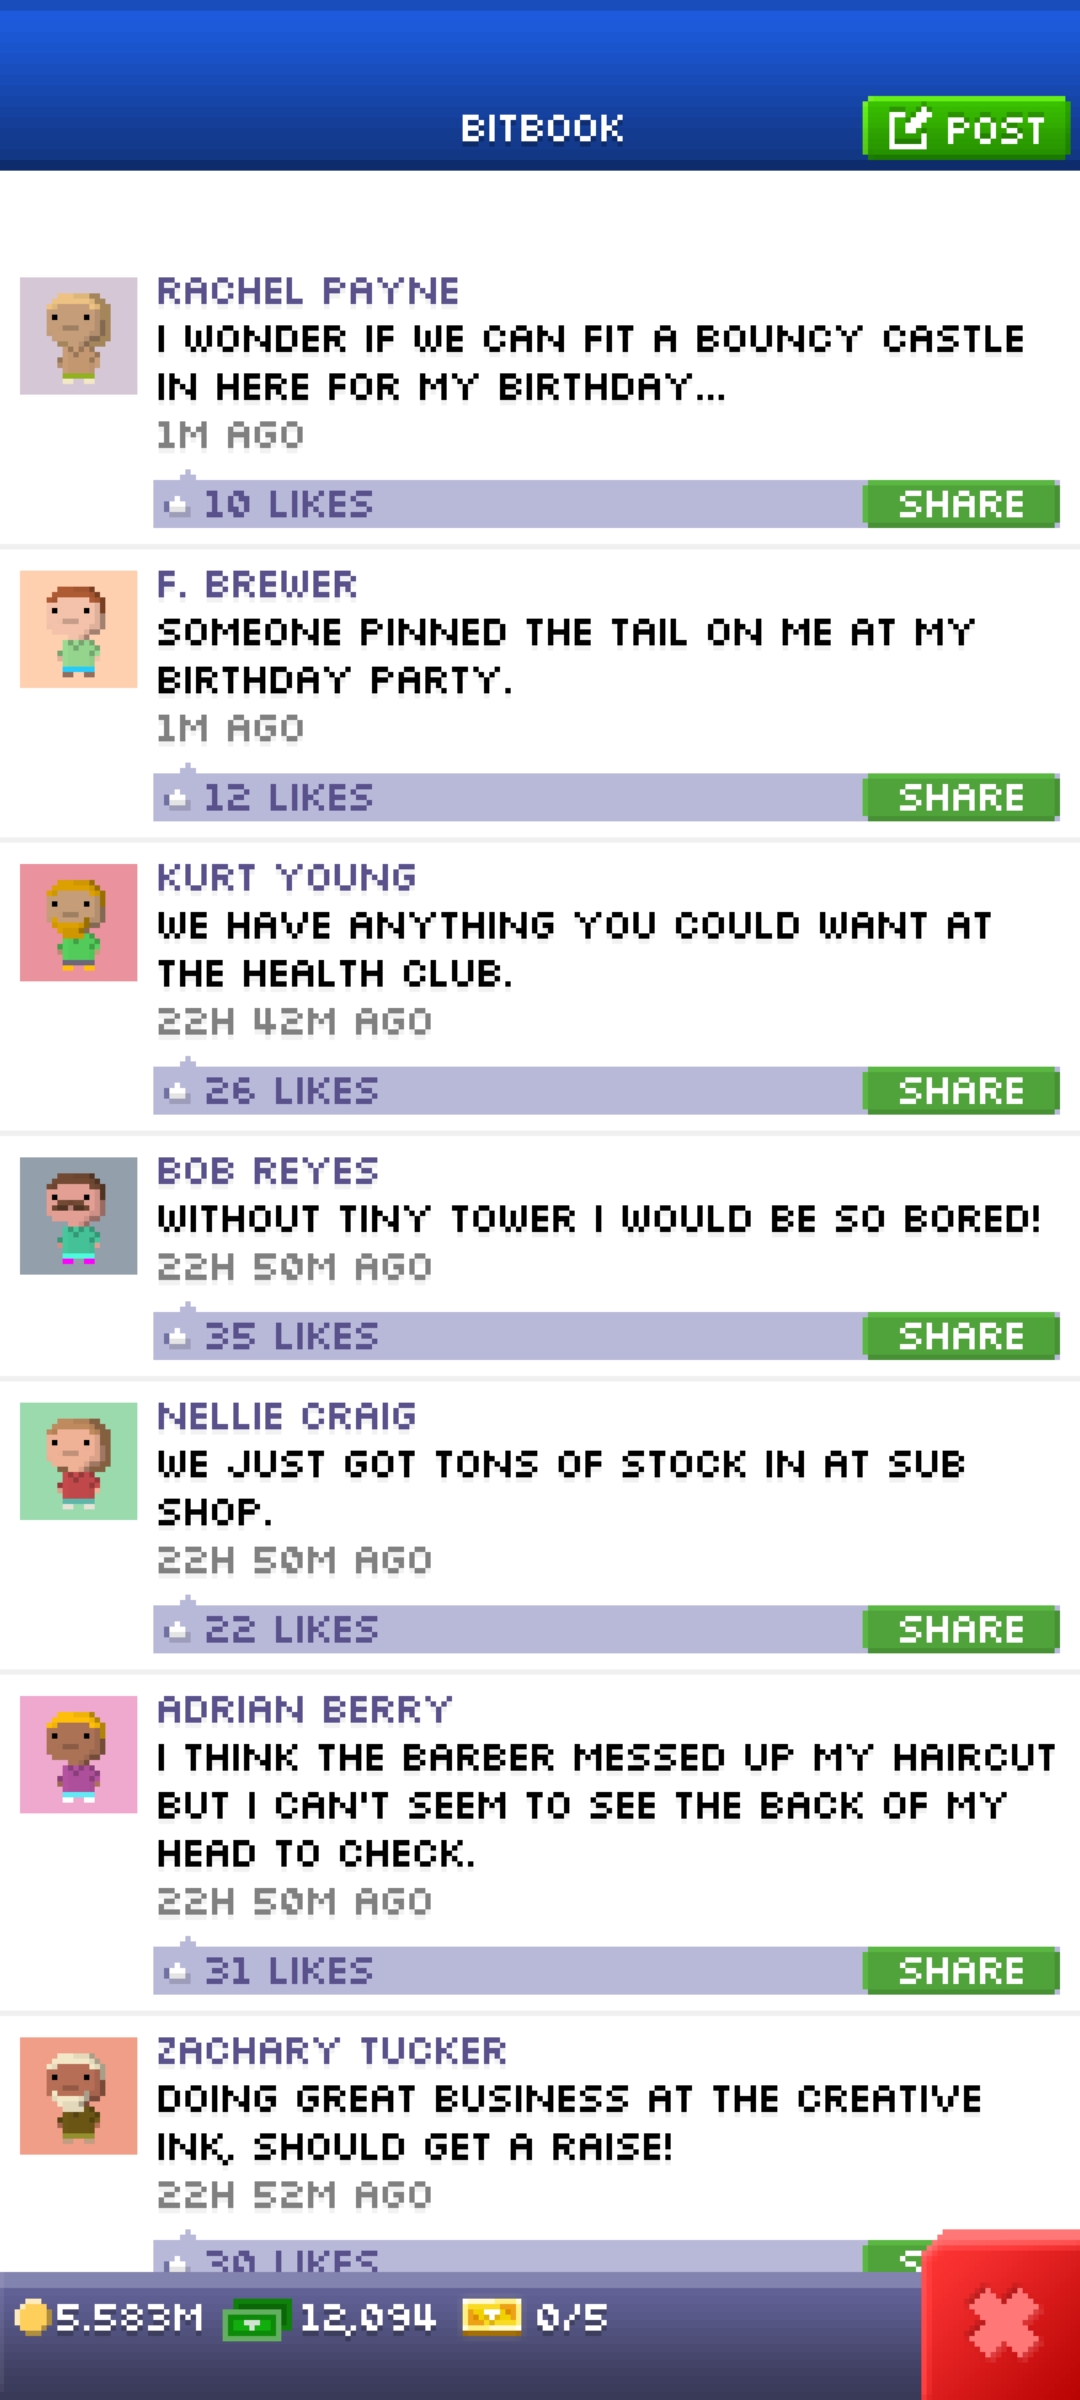 BITBOOK
POST
RACHEL PAYNE
I WONDER IF WE CAN FIT A BOUNCY CASTLE
IN HERE FOR MY BIRTHDAY...
1M AGO
10 LIKES
SHARE
F. BREWER
SOMEONE PINNED THE TAIL ON ME AT MY
BIRTHDAY PARTY.
1M AGO
12 LIKES
SHARE
KURT YOUNG
WE HAVE ANYTHING YOU COULD WANT AT
THE HEALTH CLUB.
22H 42M AGO
26 LIKES
SHARE
BOB REYES
WITHOUT TINY TOWER I WOULD BE SO BORED!
22H 50M AGO
35 LIKES
SHARE
NELLIE CRAIG
WE JUST GOT TONS OF STOCK IN AT SUB
SHOP.
22H 50M AGO
22 LIKES
SHARE
ADRIAN BERRY
I THINK THE BARBER MESSED UP MY HAIRCUT
BUT I CAN'T SEEM TO SEE THE BACK OF MY
HEAD TO CHECK.
22H 50M AGO
31 LIKES
SHARE
ZACHARY TUCKER
DOING GREAT BUSINESS AT THE CREATIVE
INK, SHOULD GET A RAISE!
22H 52M AGO
30 LIKES
5.583M 12,094 0/5